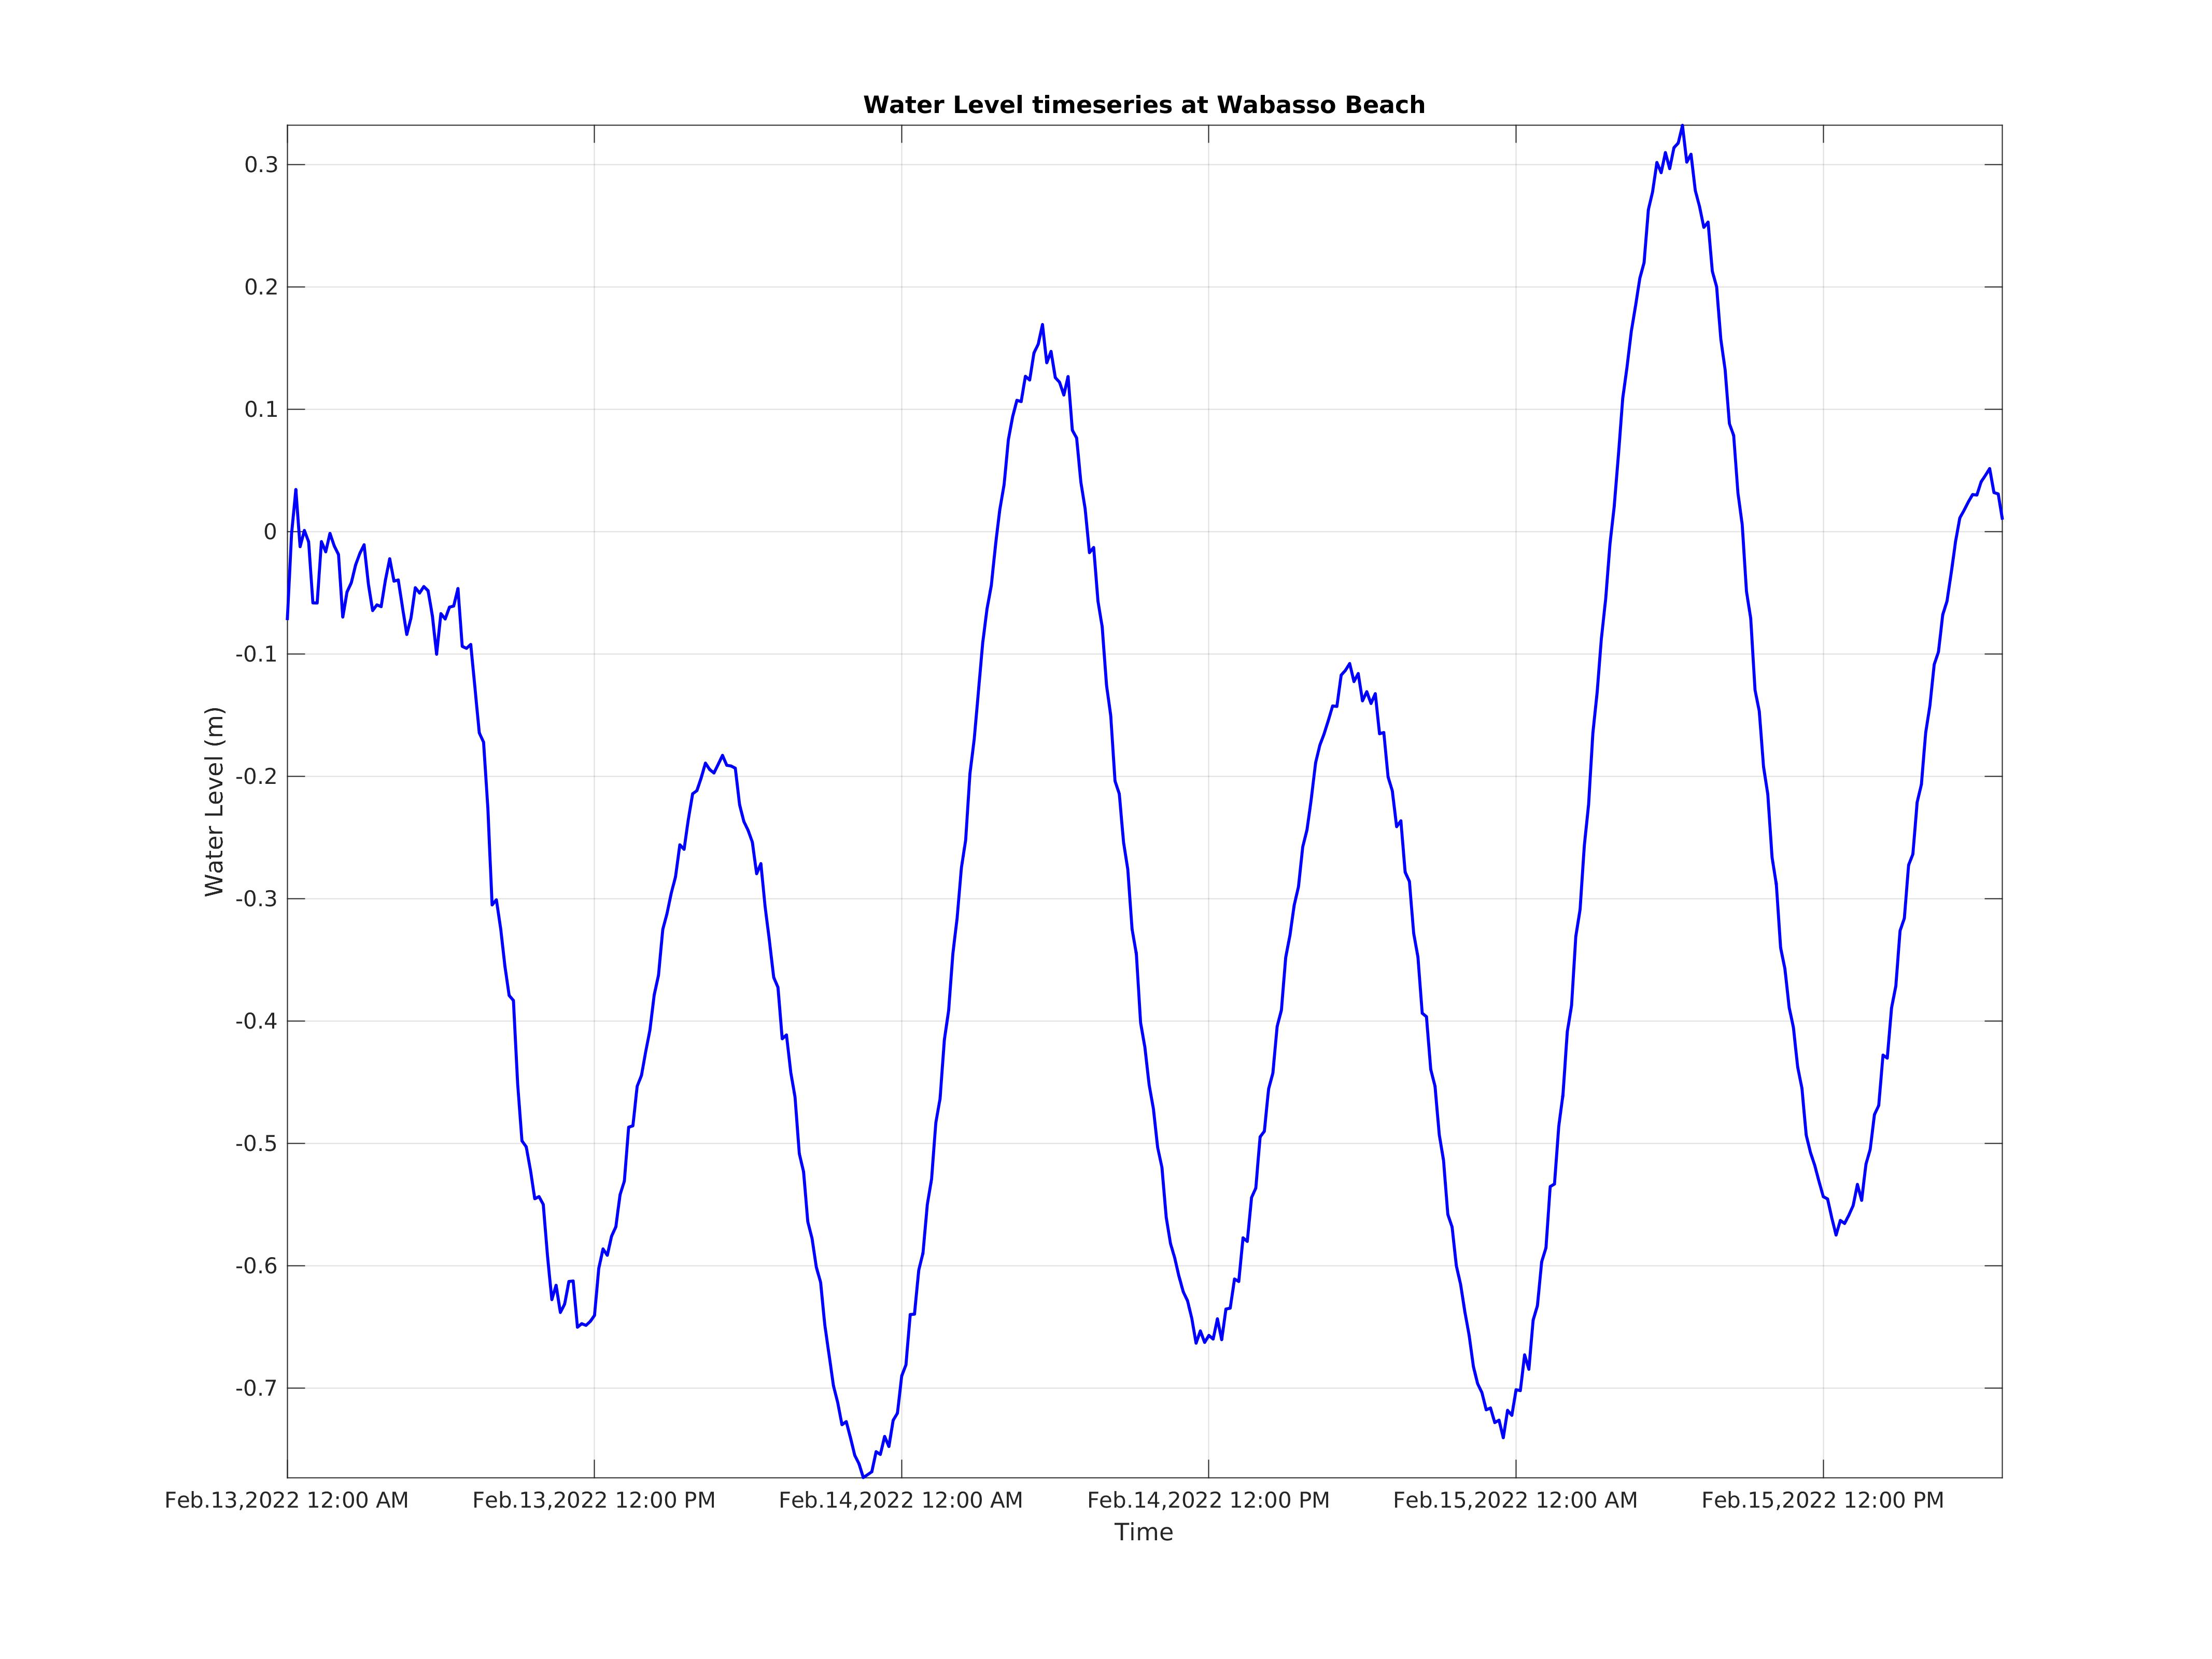 Water Level timeseries at Wabasso Beach
0.3
0.2
0.1
0
-0.1
-0.2
-0.3
-0.4
-0.5
-0.6
-0.7
Water Level (m)
Feb.13,2022 12:00 AM
Feb.13,2022 12:00 PM
Feb.14,2022 12:00 AM
Feb.14,2022 12:00 PM
Feb.15,2022 12:00 AM
Feb.15,2022 12:00 PM
Time